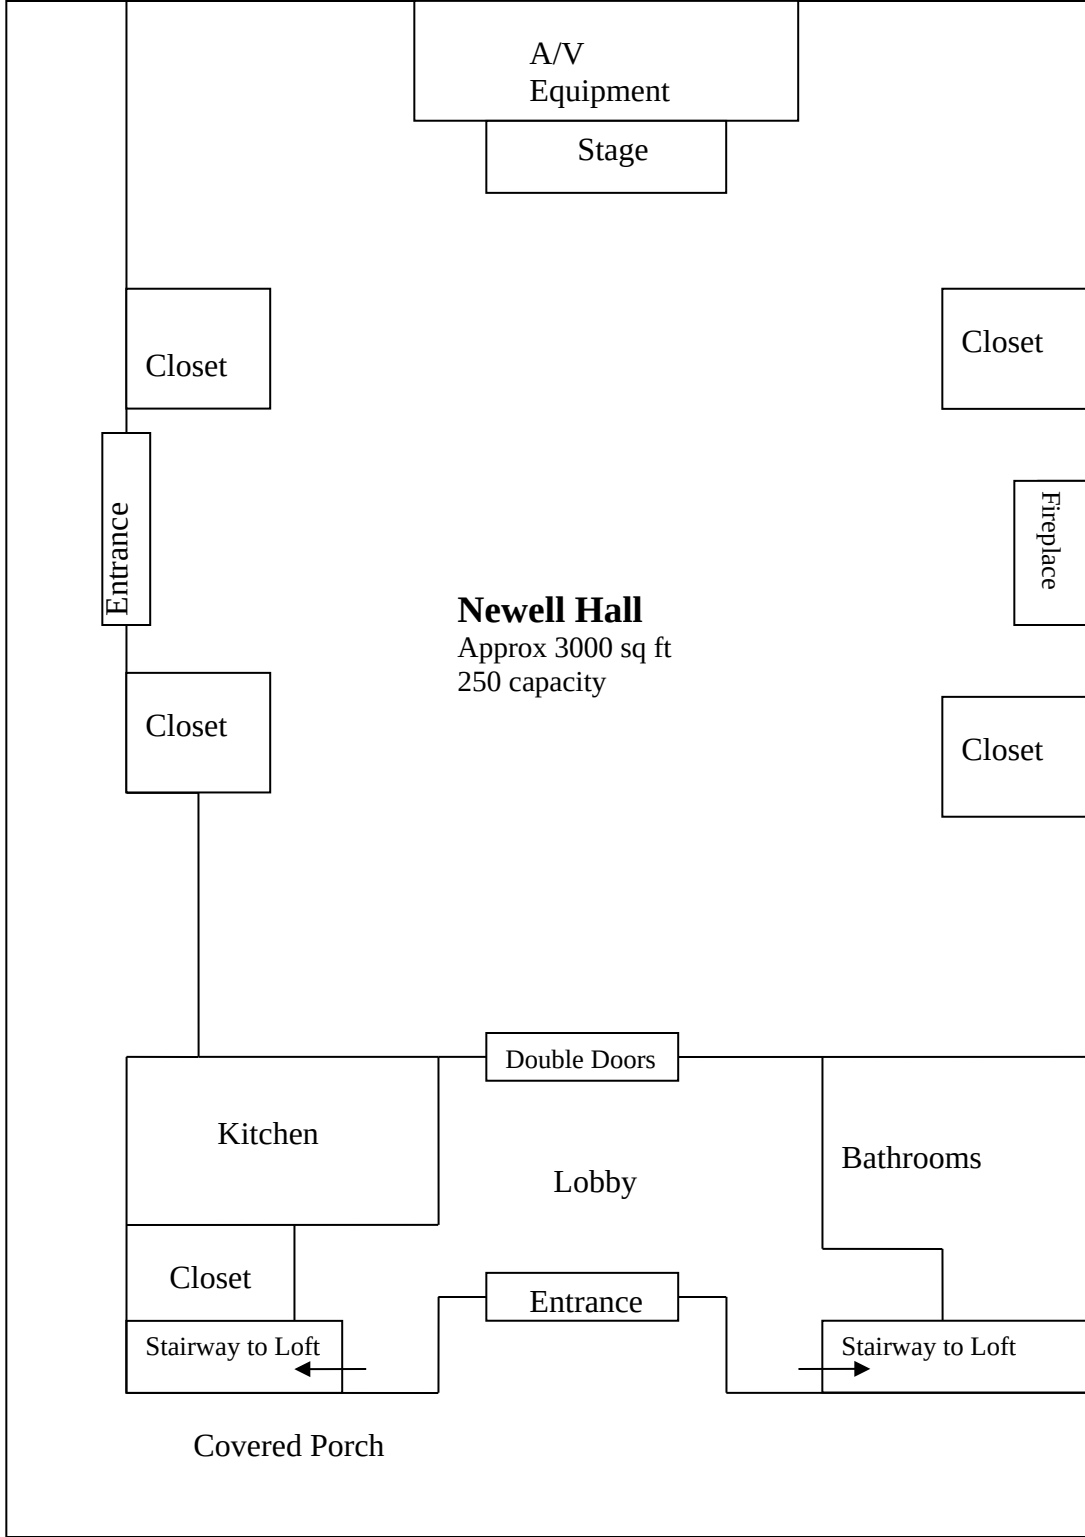 A/V
Equipment
Stage
Closet
Closet
Entrance
Fireplace
Newell Hall
Approx 3000 sq ft
250 capacity
Closet
Closet
Double Doors
Kitchen
Lobby
Bathrooms
Closet
Entrance
Stairway to Loft
Stairway to Loft
Covered Porch